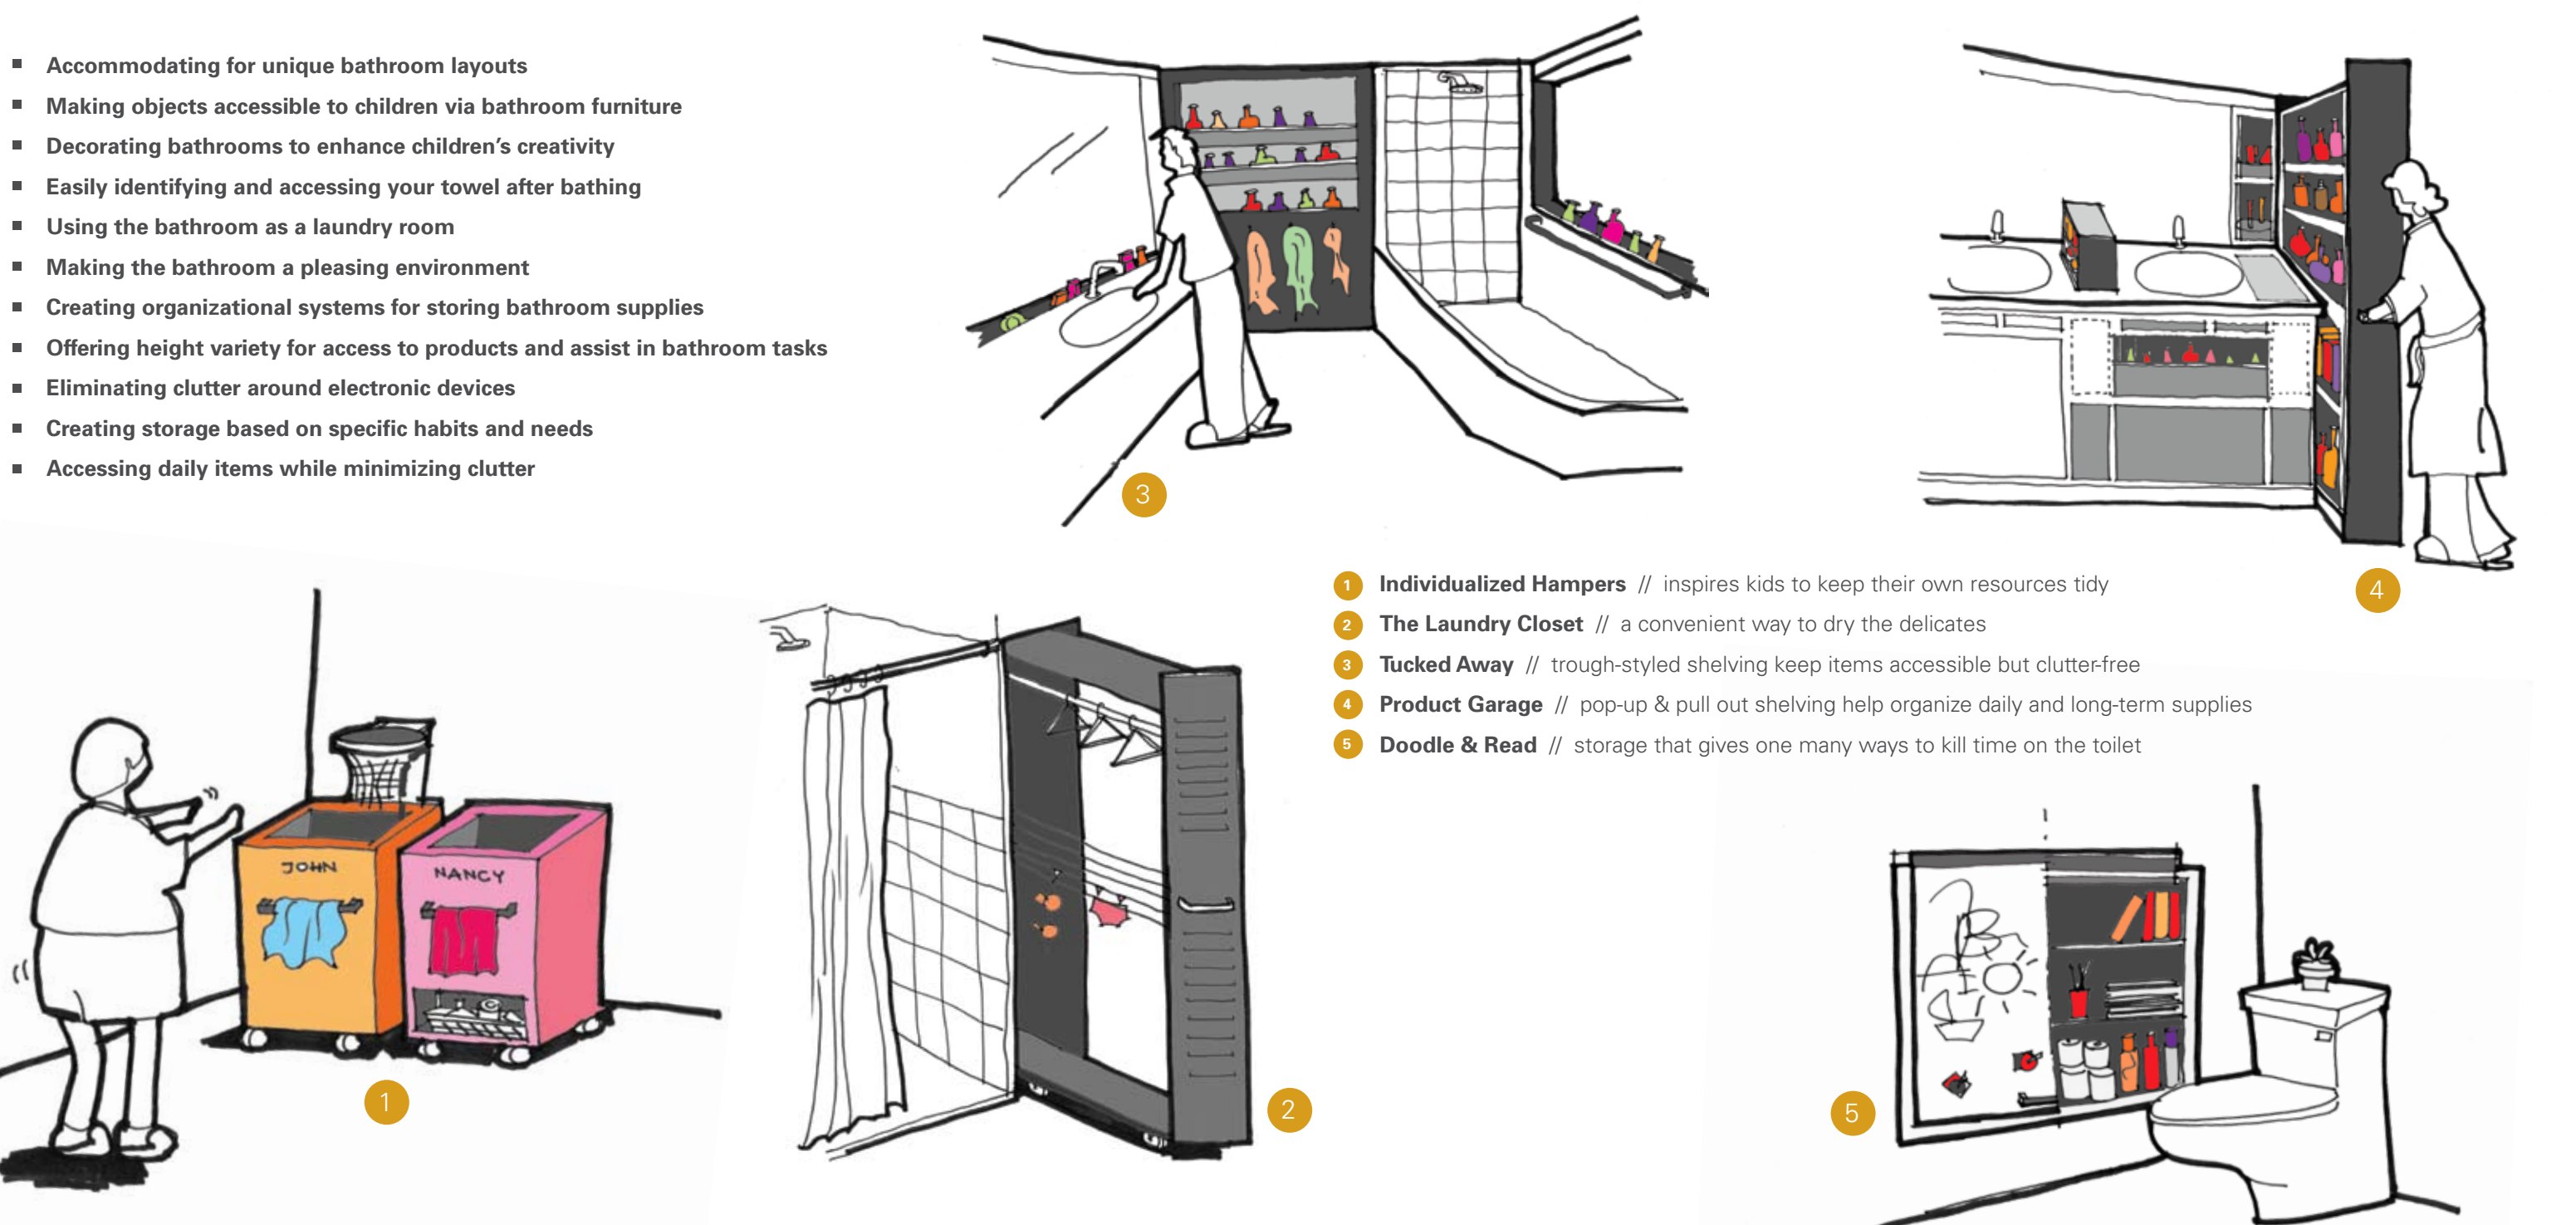 ▪ Accommodating for unique bathroom layouts
▪ Making objects accessible to children via bathroom furniture
▪ Decorating bathrooms to enhance children’s creativity
▪ Easily identifying and accessing your towel after bathing
▪ Using the bathroom as a laundry room
▪ Making the bathroom a pleasing environment
▪ Creating organizational systems for storing bathroom supplies
▪ Offering height variety for access to products and assist in bathroom tasks
▪ Eliminating clutter around electronic devices
▪ Creating storage based on specific habits and needs
▪ Accessing daily items while minimizing clutter
3
4
1 Individualized Hampers // inspires kids to keep their own resources tidy
2 The Laundry Closet // a convenient way to dry the delicates
3 Tucked Away // trough-styled shelving keep items accessible but clutter-free
4 Product Garage // pop-up & pull out shelving help organize daily and long-term supplies
5 Doodle & Read // storage that gives one many ways to kill time on the toilet
JOHN
NANCY
1
2
5